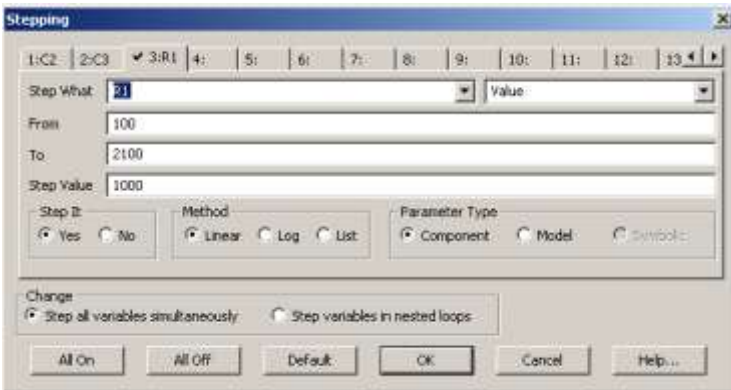 Stepping
1:C2 2:C3 3:R1 4: 5: 6: 7: 8: 9: 10: 11: 12: 13
Step What R1 Value
From 100
To 2100
Step Value 1000
Step It Method Parameter Type
Yes No Linear Log List Component Model Symbolic
Change
Step all variables simultaneously Step variables in nested loops
All On All Off Default OK Cancel Help...